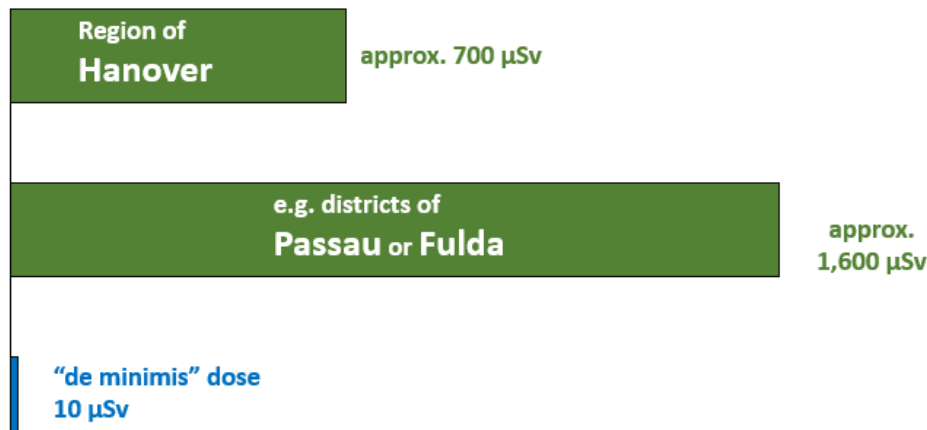 Region of
Hanover
approx. 700 µSv
e.g. districts of
Passau or Fulda
approx.
1,600 µSv
“de minimis” dose
10 µSv